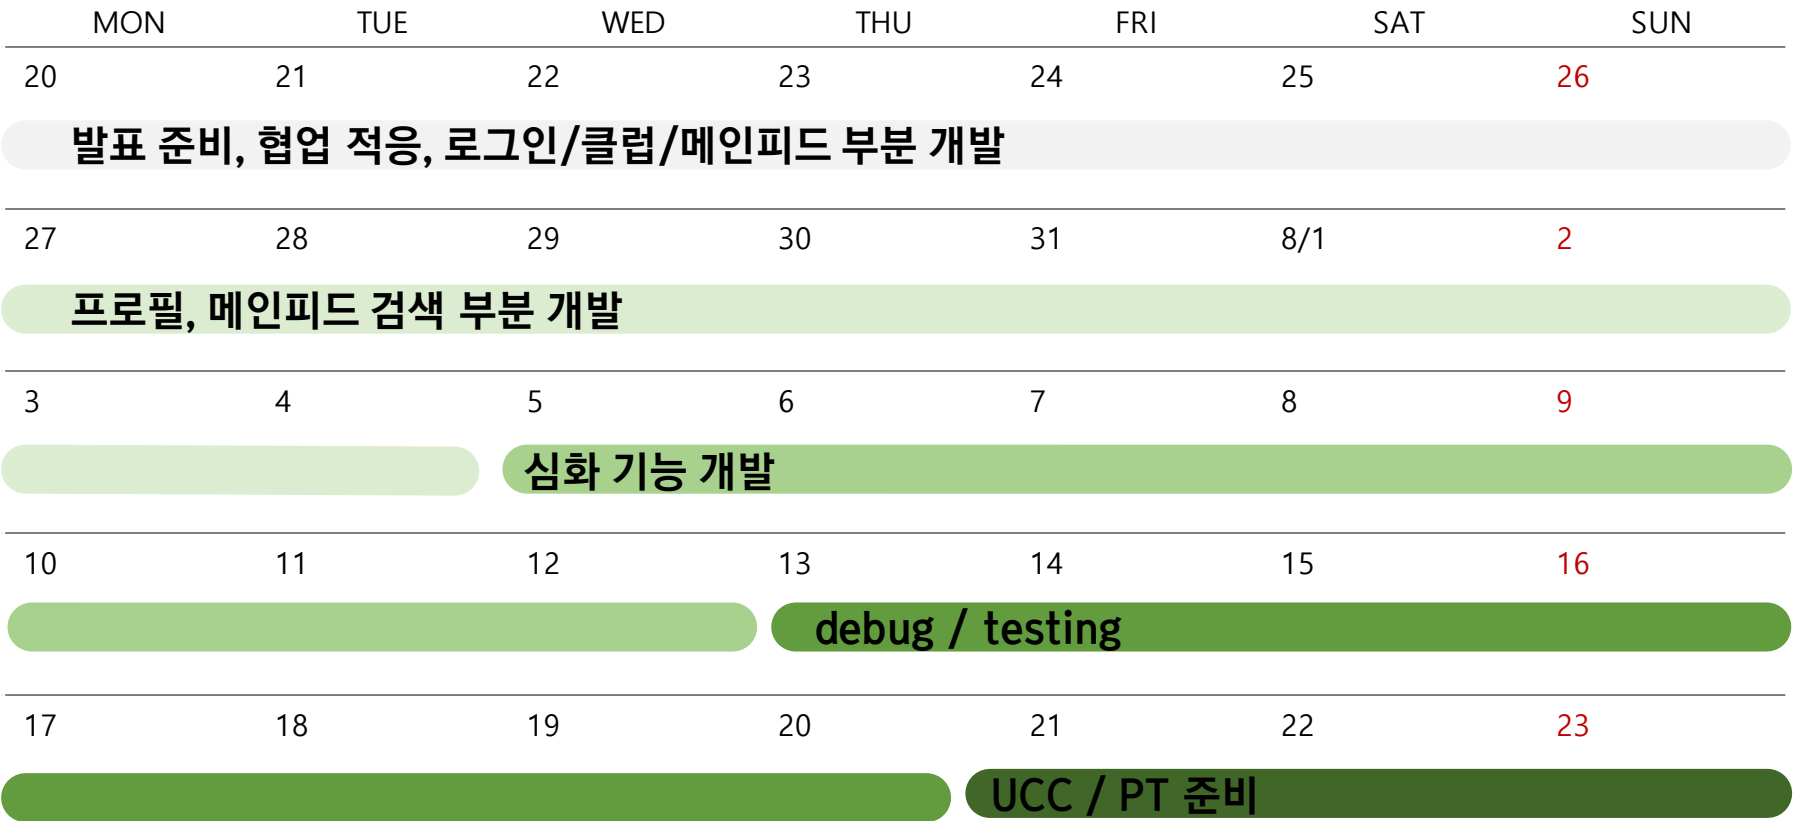 MON TUE WED THU FRI SAT SUN
20 21 22 23 24 25 26
발표 준비, 협업 적응, 로그인/클럽/메인피드 부분 개발
27 28 29 30 31 8/1 2
프로필, 메인피드 검색 부분 개발
3 4 5 6 7 8 9
심화 기능 개발
10 11 12 13 14 15 16
debug / testing
17 18 19 20 21 22 23
UCC / PT 준비